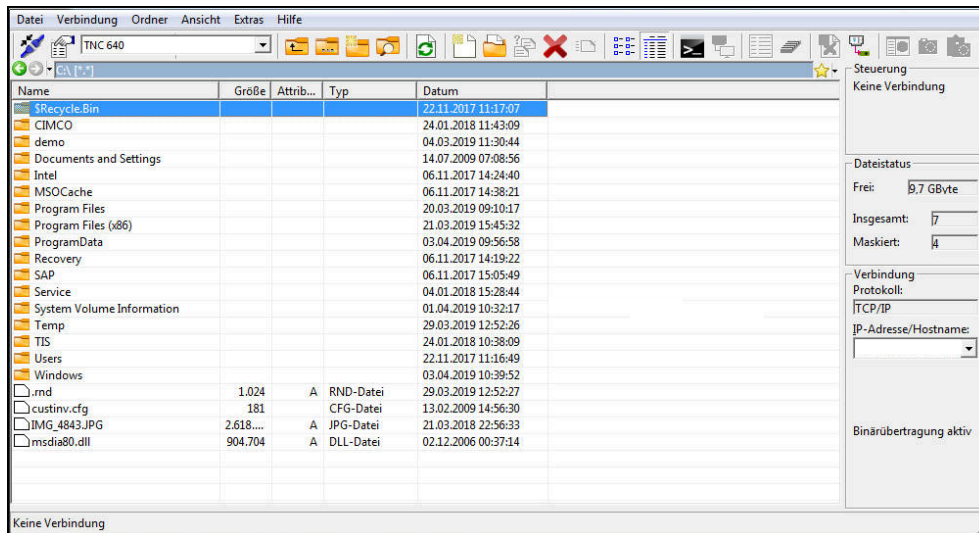 Datei Verbindung Ordner Ansicht Extras Hilfe
TNC 640
C:\ [*.*]
Name Größe Attrib... Typ Datum
$Recycle.Bin 22.11.2017 11:17:07
CIMCO 24.01.2018 11:43:09
demo 04.03.2019 11:30:44
Documents and Settings 14.07.2009 07:08:56
Intel 06.11.2017 14:24:40
MSOCache 06.11.2017 14:38:21
Program Files 20.03.2019 09:10:17
Program Files (x86) 21.03.2019 15:45:32
ProgramData 03.04.2019 09:56:58
Recovery 06.11.2017 14:19:22
SAP 06.11.2017 15:05:49
Service 04.01.2018 15:28:44
System Volume Information 01.04.2019 10:32:17
Temp 29.03.2019 12:52:26
TIS 24.01.2018 10:38:09
Users 22.11.2017 11:16:49
Windows 03.04.2019 10:39:52
.rnd 1.024 A RND-Datei 29.03.2019 12:52:27
custinv.cfg 181 CFG-Datei 13.02.2009 14:56:30
IMG_4843.JPG 2.618.... A JPG-Datei 21.03.2018 22:56:33
msdia80.dll 904.704 A DLL-Datei 02.12.2006 00:37:14
Steuerung
Keine Verbindung
Dateistatus
Frei: 9,7 GByte
Insgesamt: 7
Maskiert: 4
Verbindung
Protokoll:
TCP/IP
IP-Adresse/Hostname:
Binärübertragung aktiv
Keine Verbindung